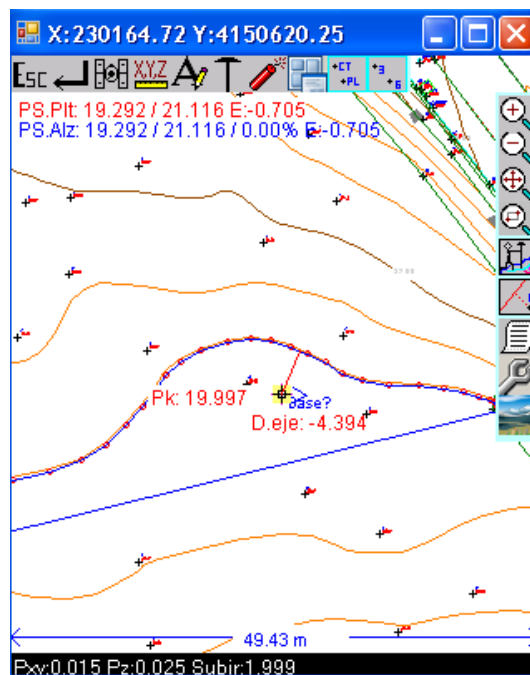 X:230164.72 Y:4150620.25
Esc X,Y,Z +CT +PL +3 +6
PS.Plt: 19.292 / 21.116 E:-0.705
PS.Alz: 19.292 / 21.116 / 0.00% E:-0.705
Pk: 19.997
base?
D.eje: -4.394
49.43 m
Pxy:0.015 Pz:0.025 Subir:1.999